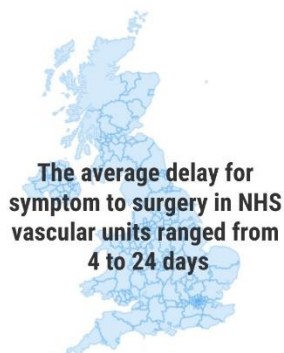 The average delay for
symptom to surgery in NHS
vascular units ranged from
4 to 24 days